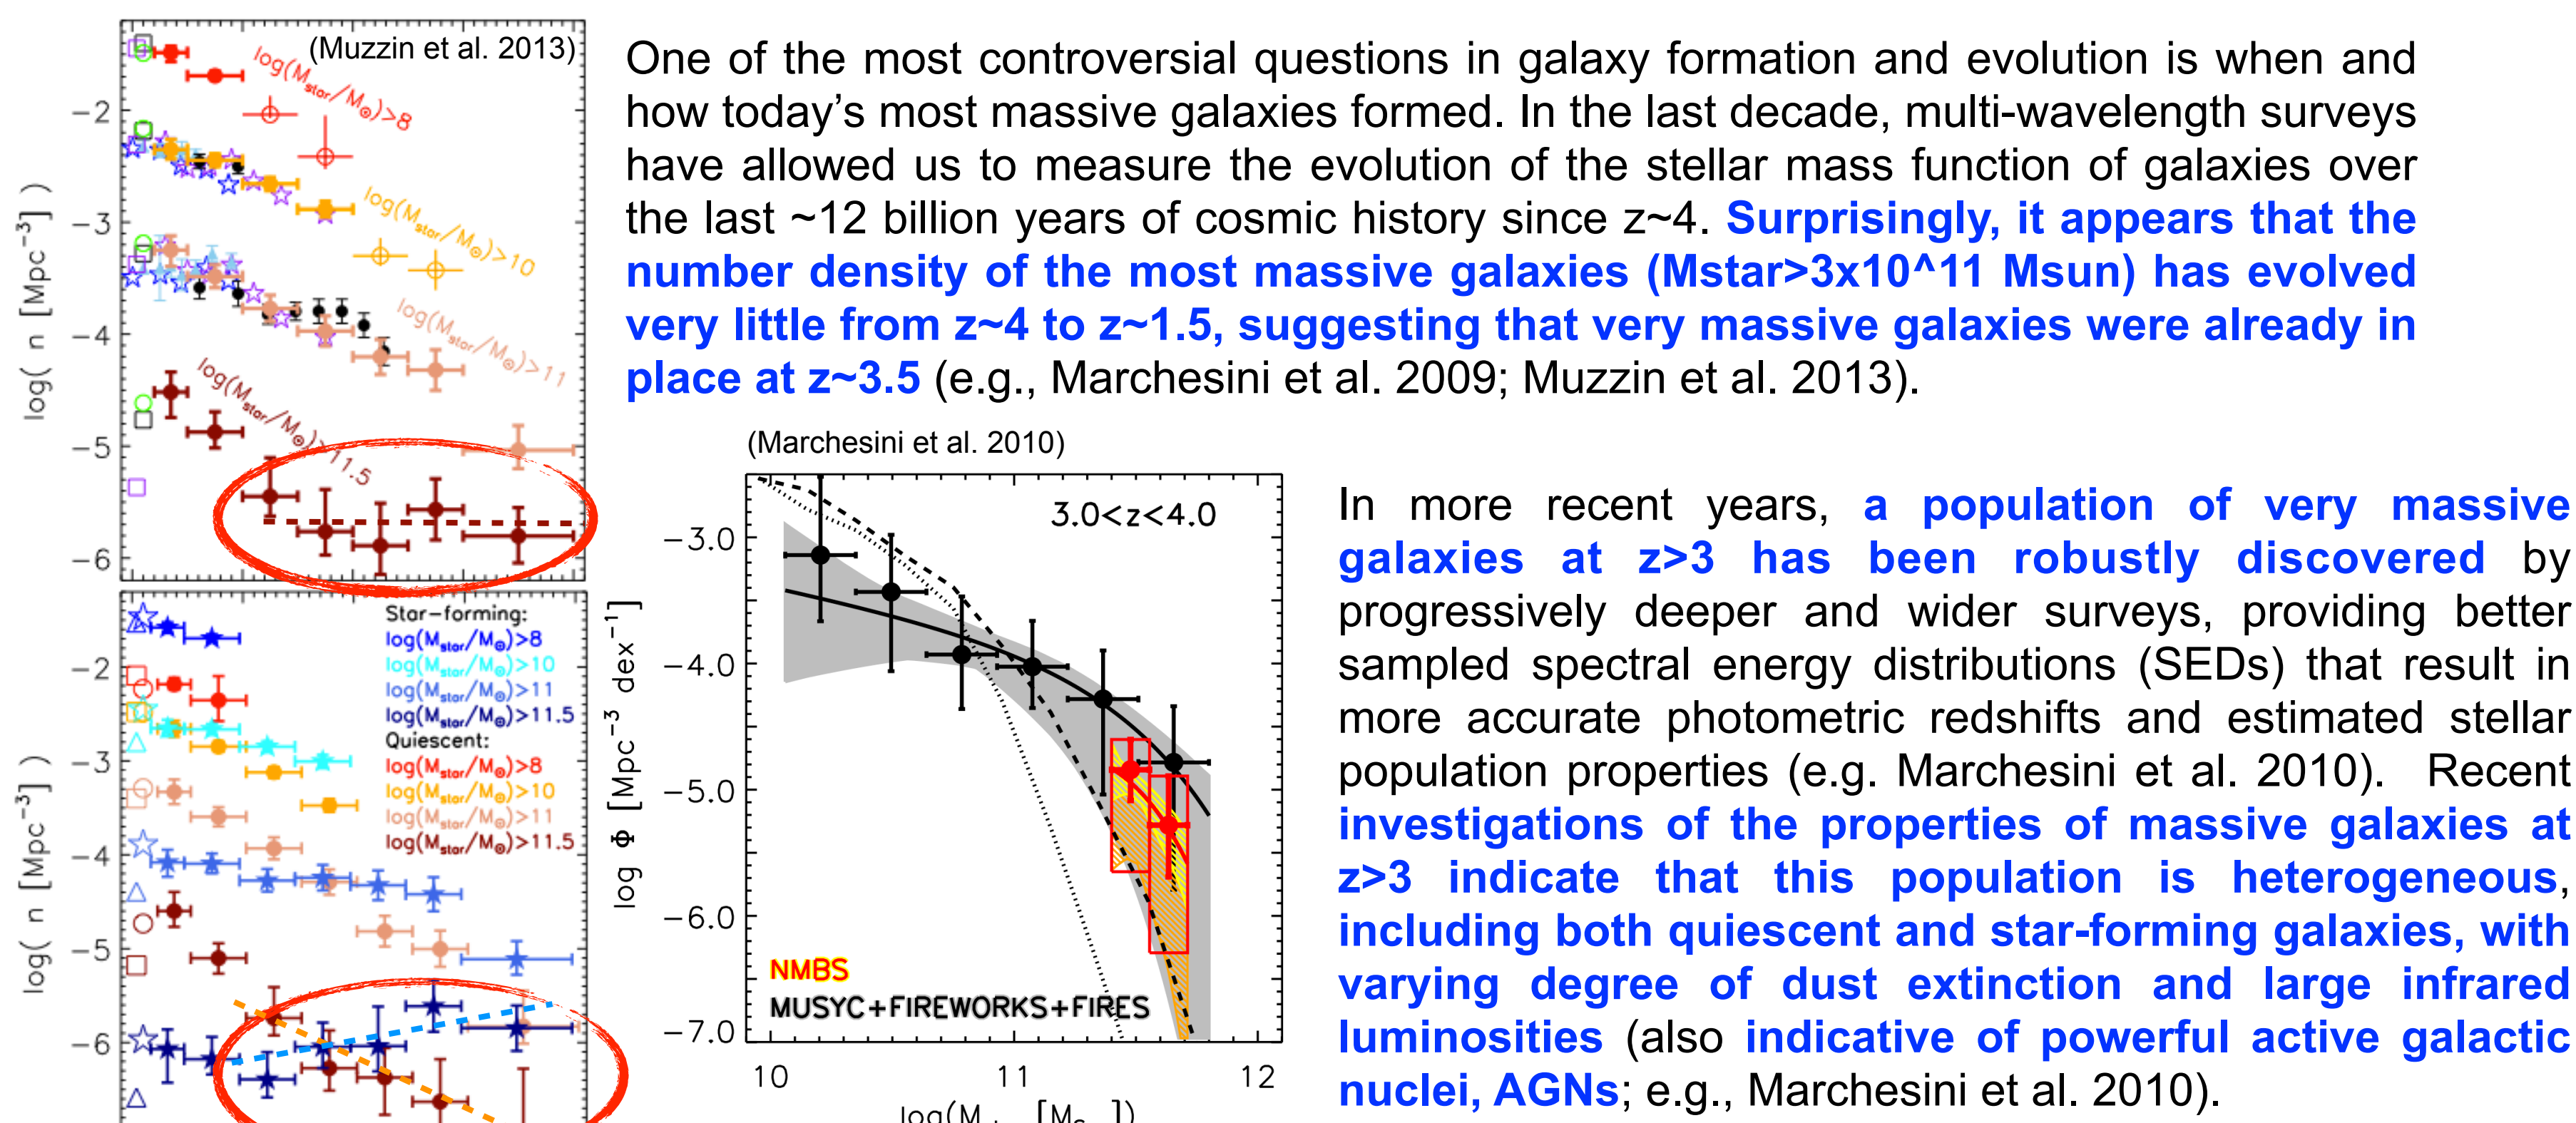 (Muzzin et al. 2013)
log(Mstar/M⊙)>8
log(Mstar/M⊙)>10
log(Mstar/M⊙)>11
log(Mstar/M⊙)>11.5
log( n [Mpc⁻³] )
−2
−3
−4
−5
−6
One of the most controversial questions in galaxy formation and evolution is when and
how today's most massive galaxies formed. In the last decade, multi-wavelength surveys
have allowed us to measure the evolution of the stellar mass function of galaxies over
the last ~12 billion years of cosmic history since z~4. Surprisingly, it appears that the
number density of the most massive galaxies (Mstar>3x10^11 Msun) has evolved
very little from z~4 to z~1.5, suggesting that very massive galaxies were already in
place at z~3.5 (e.g., Marchesini et al. 2009; Muzzin et al. 2013).
Star−forming:
log(Mstar/M⊙)>8
log(Mstar/M⊙)>10
log(Mstar/M⊙)>11
log(Mstar/M⊙)>11.5
Quiescent:
log(Mstar/M⊙)>8
log(Mstar/M⊙)>10
log(Mstar/M⊙)>11
log(Mstar/M⊙)>11.5
log( n [Mpc⁻³] )
−2
−3
−4
−5
−6
(Marchesini et al. 2010)
3.0<z<4.0
log Φ [Mpc⁻³ dex⁻¹]
−3.0
−4.0
−5.0
−6.0
−7.0
NMBS
MUSYC+FIREWORKS+FIRES
10 11 12
In more recent years, a population of very massive
galaxies at z>3 has been robustly discovered by
progressively deeper and wider surveys, providing better
sampled spectral energy distributions (SEDs) that result in
more accurate photometric redshifts and estimated stellar
population properties (e.g. Marchesini et al. 2010). Recent
investigations of the properties of massive galaxies at
z>3 indicate that this population is heterogeneous,
including both quiescent and star-forming galaxies, with
varying degree of dust extinction and large infrared
luminosities (also indicative of powerful active galactic
nuclei, AGNs; e.g., Marchesini et al. 2010).